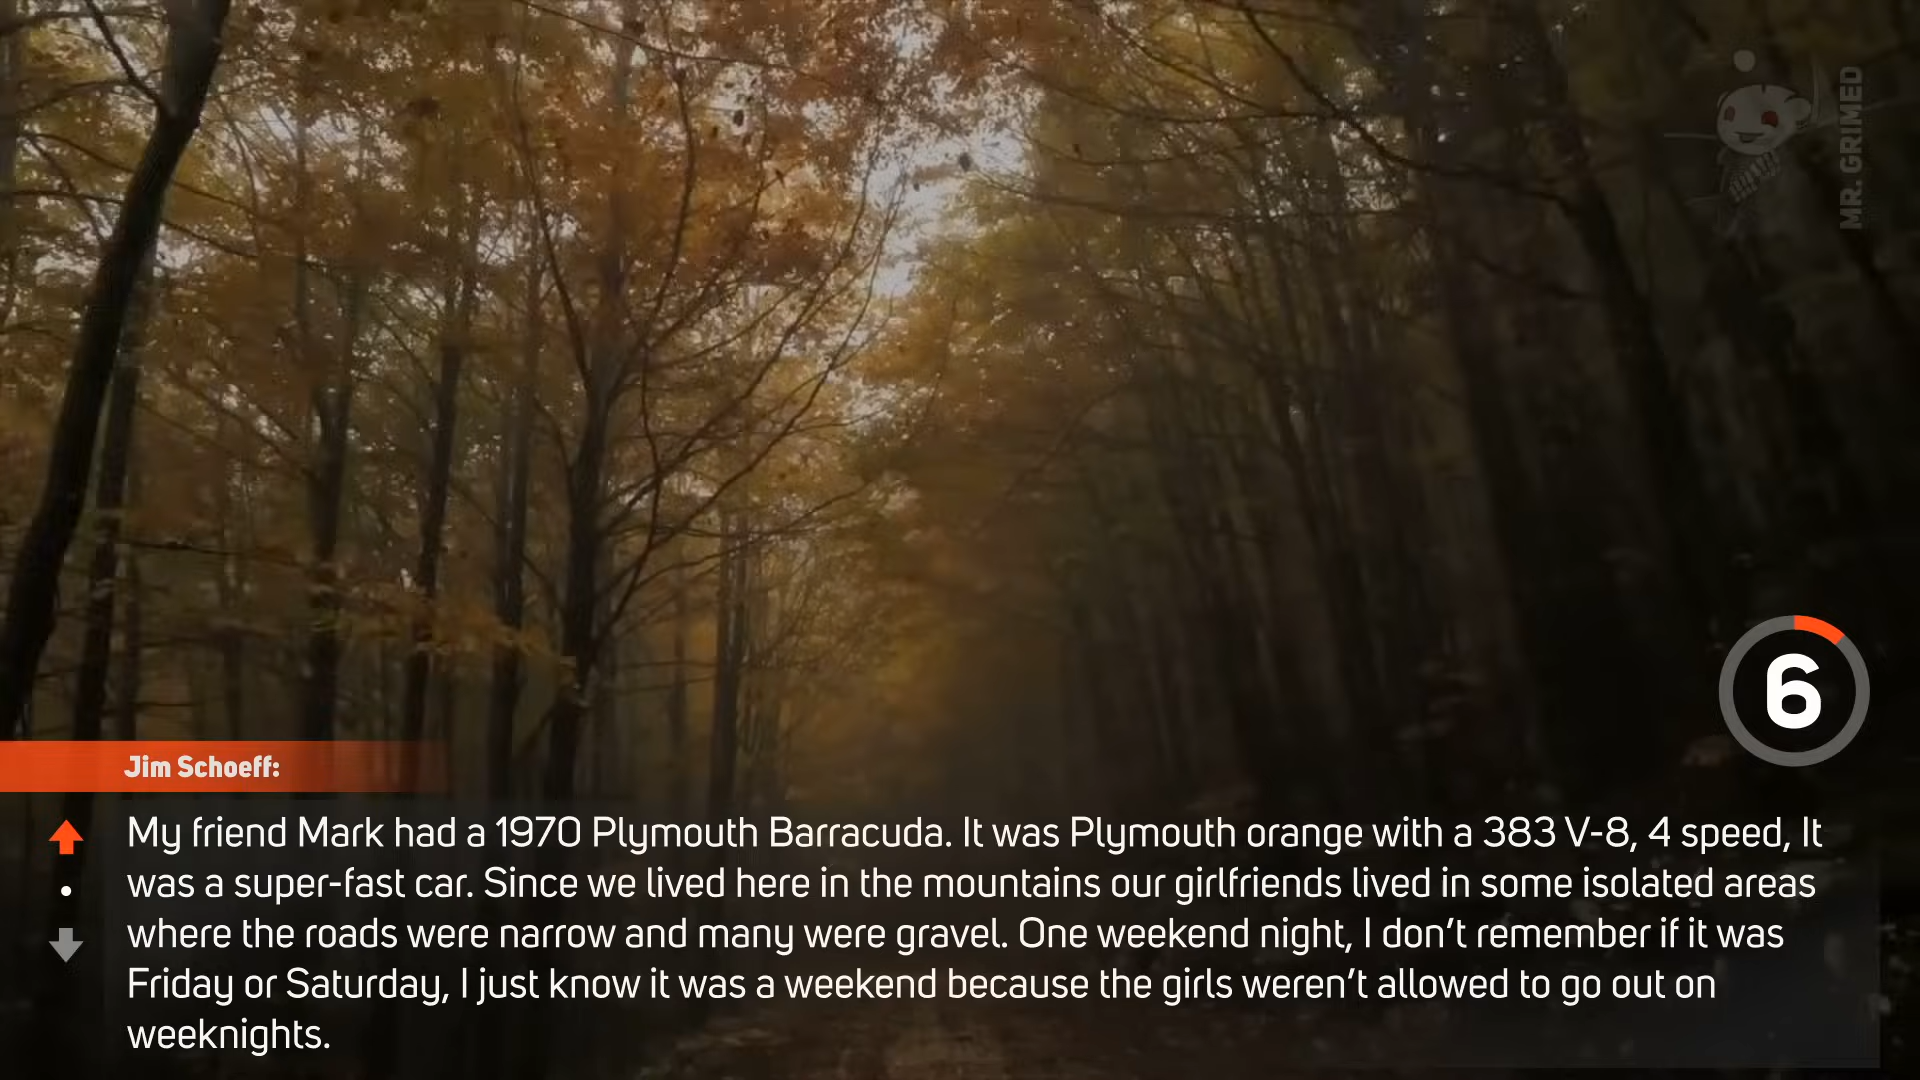 MR. GRIMED
6
Jim Schoeff:
My friend Mark had a 1970 Plymouth Barracuda. It was Plymouth orange with a 383 V-8, 4 speed, It
was a super-fast car. Since we lived here in the mountains our girlfriends lived in some isolated areas
where the roads were narrow and many were gravel. One weekend night, I don't remember if it was
Friday or Saturday, I just know it was a weekend because the girls weren't allowed to go out on
weeknights.